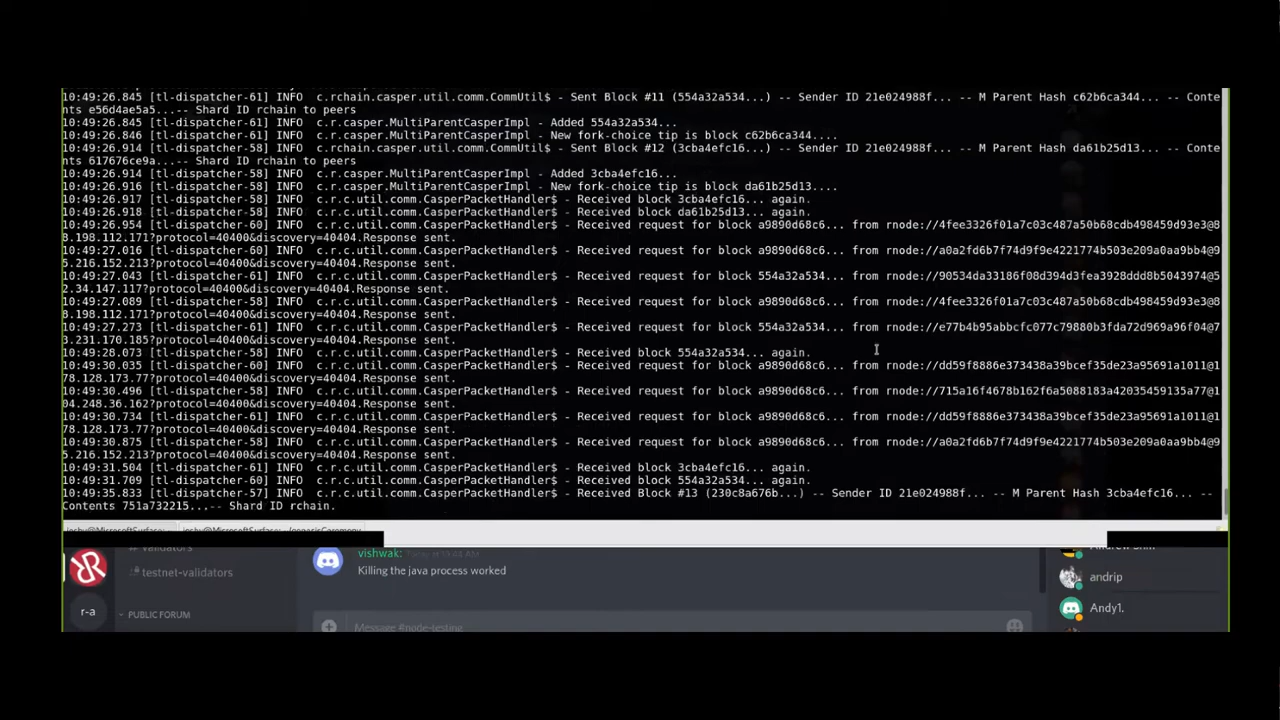 10:49:26.845 [tl-dispatcher-61] INFO  c.rchain.casper.util.comm.CommUtil$ - Sent Block #11 (554a32a534...) -- Sender ID 21e024988f... -- M Parent Hash c62b6ca344... -- Conte
nts e56d4ae5a5...-- Shard ID rchain to peers
10:49:26.845 [tl-dispatcher-61] INFO  c.r.casper.MultiParentCasperImpl - Added 554a32a534...
10:49:26.846 [tl-dispatcher-61] INFO  c.r.casper.MultiParentCasperImpl - New fork-choice tip is block c62b6ca344....
10:49:26.914 [tl-dispatcher-58] INFO  c.rchain.casper.util.comm.CommUtil$ - Sent Block #12 (3cba4efc16...) -- Sender ID 21e024988f... -- M Parent Hash da61b25d13... -- Conte
nts 617676ce9a...-- Shard ID rchain to peers
10:49:26.914 [tl-dispatcher-58] INFO  c.r.casper.MultiParentCasperImpl - Added 3cba4efc16...
10:49:26.916 [tl-dispatcher-58] INFO  c.r.casper.MultiParentCasperImpl - New fork-choice tip is block da61b25d13....
10:49:26.917 [tl-dispatcher-58] INFO  c.r.c.util.comm.CasperPacketHandler$ - Received block 3cba4efc16... again.
10:49:26.918 [tl-dispatcher-58] INFO  c.r.c.util.comm.CasperPacketHandler$ - Received block da61b25d13... again.
10:49:26.954 [tl-dispatcher-58] INFO  c.r.c.util.comm.CasperPacketHandler$ - Received request for block a9890d68c6... from rnode://4fee3326f01a7c03c487a50b68cdb498459d93e3@8
8.198.112.171?protocol=40400&discovery=40404.Response sent.
10:49:27.016 [tl-dispatcher-60] INFO  c.r.c.util.comm.CasperPacketHandler$ - Received request for block a9890d68c6... from rnode://a0a2fd6b7f74d9f9e4221774b503e209a0aa9bb4@9
5.216.152.213?protocol=40400&discovery=40404.Response sent.
10:49:27.043 [tl-dispatcher-61] INFO  c.r.c.util.comm.CasperPacketHandler$ - Received request for block 554a32a534... from rnode://90534da33186f08d394d3fea3928ddd8b5043974@5
2.34.147.117?protocol=40400&discovery=40404.Response sent.
10:49:27.089 [tl-dispatcher-58] INFO  c.r.c.util.comm.CasperPacketHandler$ - Received request for block a9890d68c6... from rnode://4fee3326f01a7c03c487a50b68cdb498459d93e3@8
8.198.112.171?protocol=40400&discovery=40404.Response sent.
10:49:27.273 [tl-dispatcher-61] INFO  c.r.c.util.comm.CasperPacketHandler$ - Received request for block 554a32a534... from rnode://e77b4b95abbcfc077c79880b3fda72d969a96f04@7
3.231.170.185?protocol=40400&discovery=40404.Response sent.
10:49:28.073 [tl-dispatcher-58] INFO  c.r.c.util.comm.CasperPacketHandler$ - Received block 554a32a534... again.
10:49:30.035 [tl-dispatcher-60] INFO  c.r.c.util.comm.CasperPacketHandler$ - Received request for block a9890d68c6... from rnode://dd59f8886e373438a39bcef35de23a95691a1011@1
78.128.173.77?protocol=40400&discovery=40404.Response sent.
10:49:30.496 [tl-dispatcher-58] INFO  c.r.c.util.comm.CasperPacketHandler$ - Received request for block a9890d68c6... from rnode://715a16f4678b162f6a5088183a42035459135a77@1
04.248.36.162?protocol=40400&discovery=40404.Response sent.
10:49:30.734 [tl-dispatcher-61] INFO  c.r.c.util.comm.CasperPacketHandler$ - Received request for block a9890d68c6... from rnode://dd59f8886e373438a39bcef35de23a95691a1011@1
78.128.173.77?protocol=40400&discovery=40404.Response sent.
10:49:30.875 [tl-dispatcher-58] INFO  c.r.c.util.comm.CasperPacketHandler$ - Received request for block a9890d68c6... from rnode://a0a2fd6b7f74d9f9e4221774b503e209a0aa9bb4@9
5.216.152.213?protocol=40400&discovery=40404.Response sent.
10:49:31.504 [tl-dispatcher-61] INFO  c.r.c.util.comm.CasperPacketHandler$ - Received block 3cba4efc16... again.
10:49:31.709 [tl-dispatcher-60] INFO  c.r.c.util.comm.CasperPacketHandler$ - Received block 554a32a534... again.
10:49:35.833 [tl-dispatcher-57] INFO  c.r.c.util.comm.CasperPacketHandler$ - Received Block #13 (230c8a676b...) -- Sender ID 21e024988f... -- M Parent Hash 3cba4efc16... --
Contents 751a732215...-- Shard ID rchain.
# validators
testnet-validators
PUBLIC FORUM
r-a
vishwak:
Killing the java process worked
Message #node-testing
andrip
Andy1.